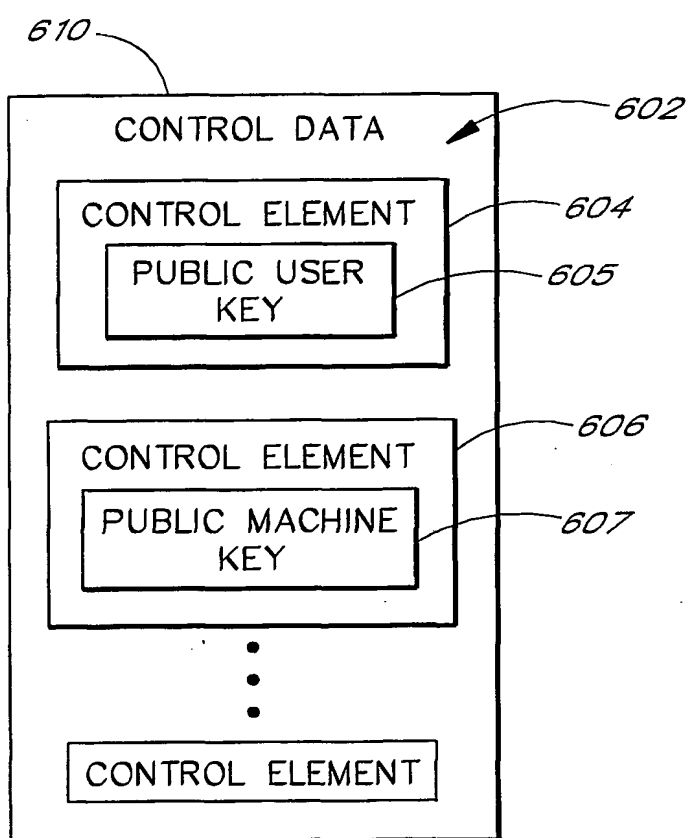 610
CONTROL DATA
602
CONTROL ELEMENT
604
PUBLIC USER
KEY
605
CONTROL ELEMENT
606
PUBLIC MACHINE
KEY
607
CONTROL ELEMENT